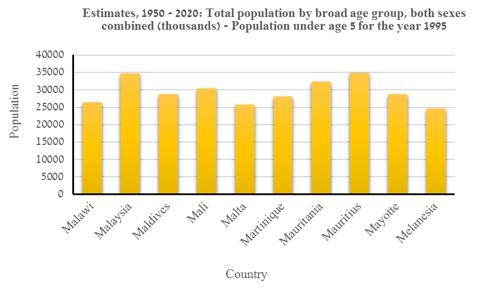 Estimates, 1950 - 2020: Total population by broad age group, both sexes
combined (thousands) - Population under age 5 for the year 1995
40000
35000
30000
25000
20000
15000
10000
5000
0
Population
Malawi
Malaysia
Maldives
Mali
Malta
Martinique
Mauritania
Mauritius
Mayotte
Melanesia
Country